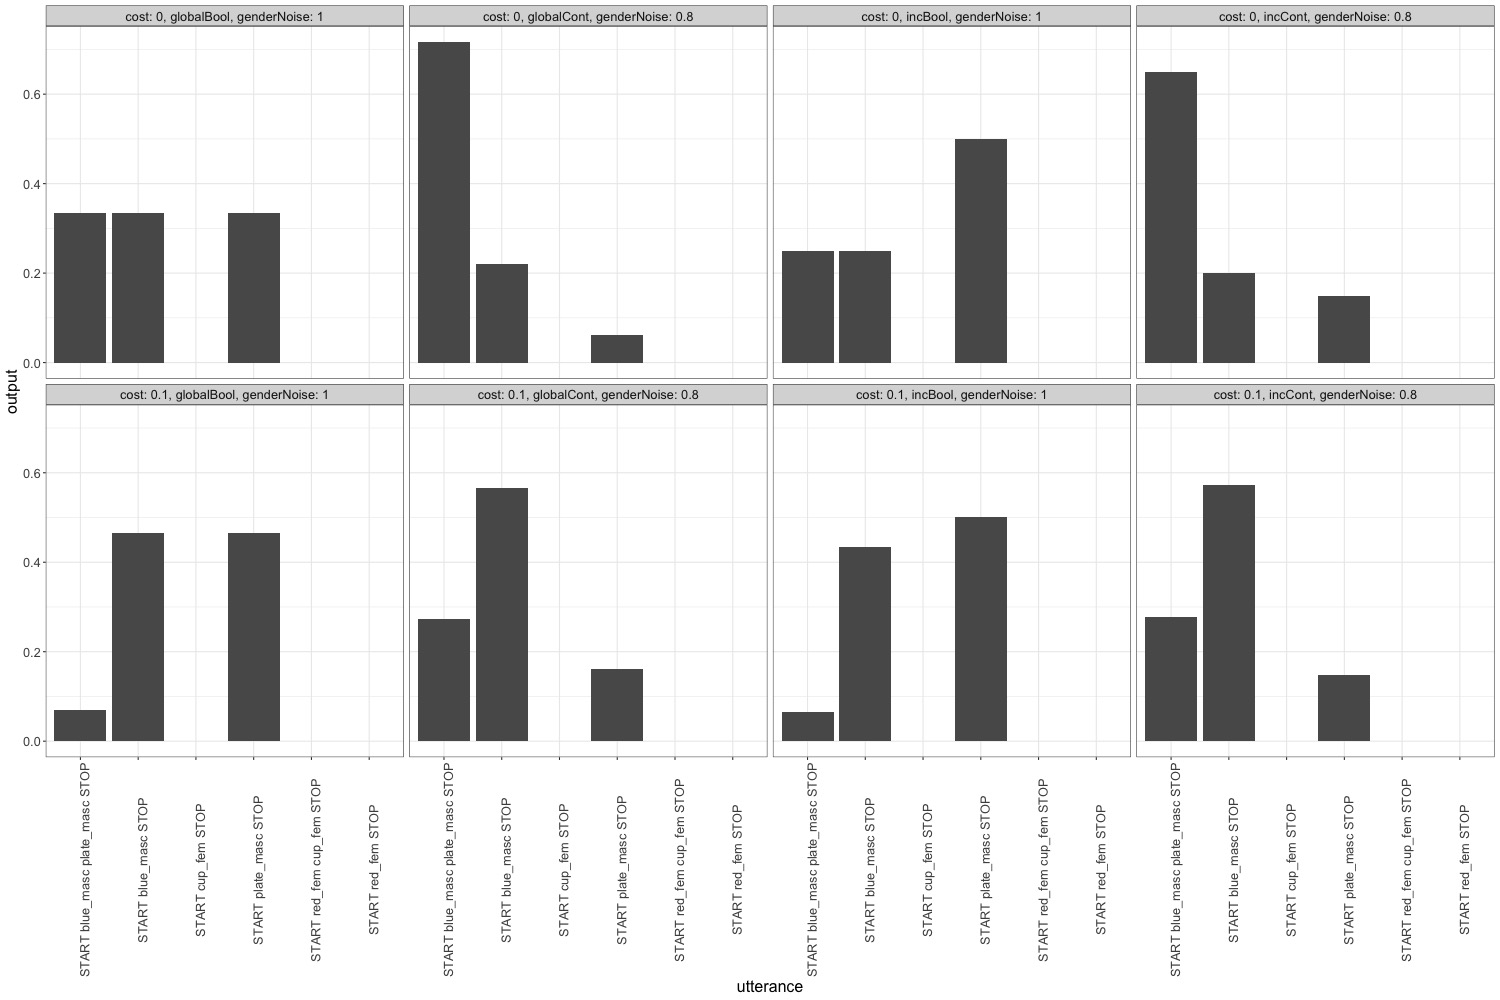 cost: 0, globalBool, genderNoise: 1
cost: 0, globalCont, genderNoise: 0.8
cost: 0, incBool, genderNoise: 1
cost: 0, incCont, genderNoise: 0.8
0.6
0.4
0.2
0.0
output
cost: 0.1, globalBool, genderNoise: 1
cost: 0.1, globalCont, genderNoise: 0.8
cost: 0.1, incBool, genderNoise: 1
cost: 0.1, incCont, genderNoise: 0.8
0.6
0.4
0.2
0.0
START blue_masc plate_masc STOP
START blue_masc STOP
START cup_fem STOP
START plate_masc STOP
START red_fem cup_fem STOP
START red_fem STOP
START blue_masc plate_masc STOP
START blue_masc STOP
START cup_fem STOP
START plate_masc STOP
START red_fem cup_fem STOP
START red_fem STOP
START blue_masc plate_masc STOP
START blue_masc STOP
START cup_fem STOP
START plate_masc STOP
START red_fem cup_fem STOP
START red_fem STOP
START blue_masc plate_masc STOP
START blue_masc STOP
START cup_fem STOP
START plate_masc STOP
START red_fem cup_fem STOP
START red_fem STOP
utterance